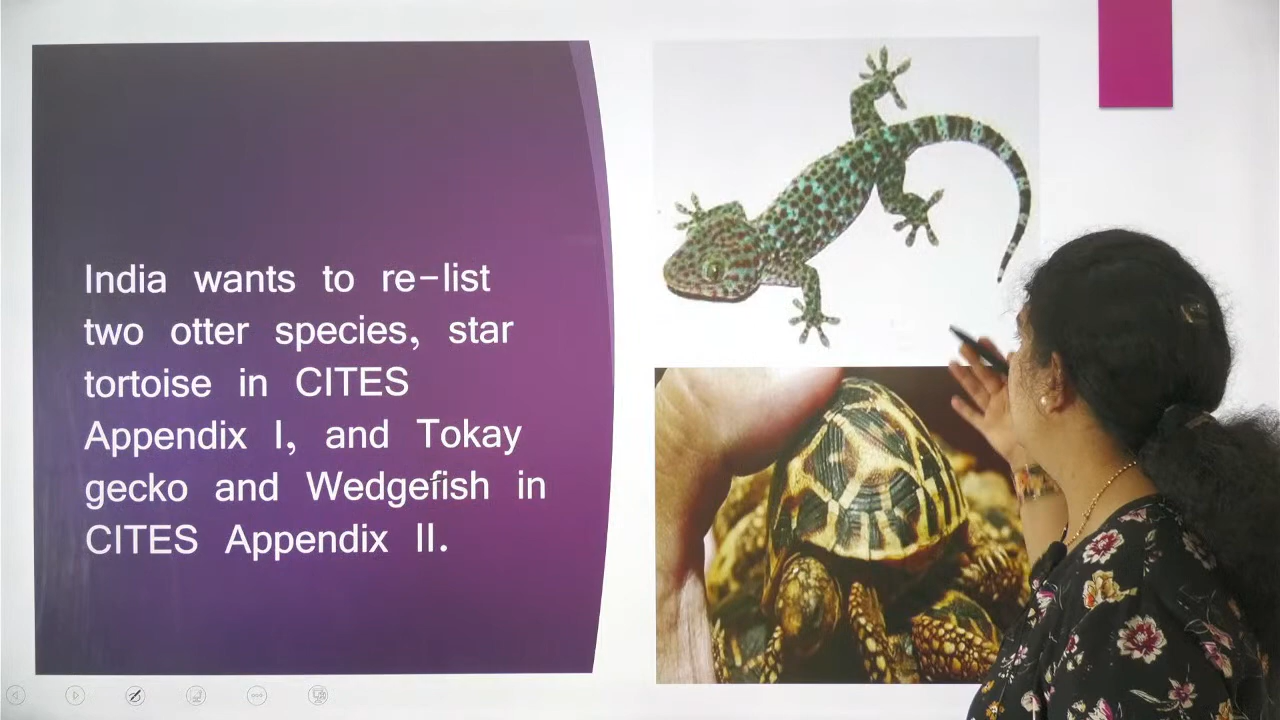 India wants to re-list
two otter species, star
tortoise in CITES
Appendix I, and Tokay
gecko and Wedgefish in
CITES Appendix II.